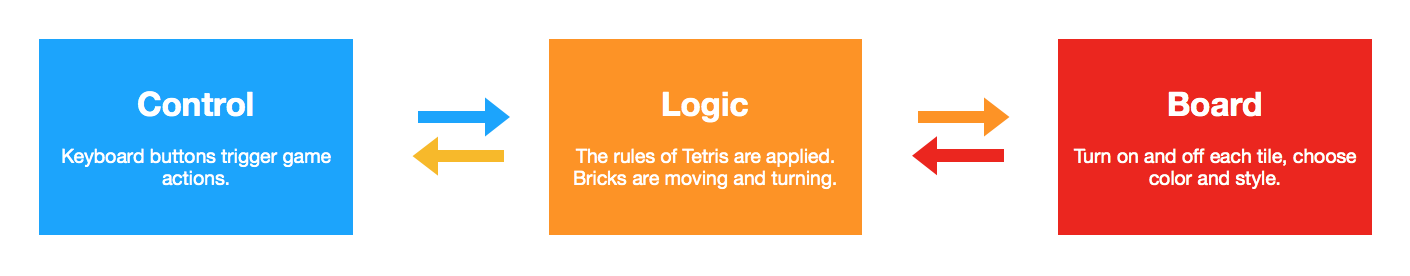 Control
Keyboard buttons trigger game
actions.
Logic
The rules of Tetris are applied.
Bricks are moving and turning.
Board
Turn on and off each tile, choose
color and style.